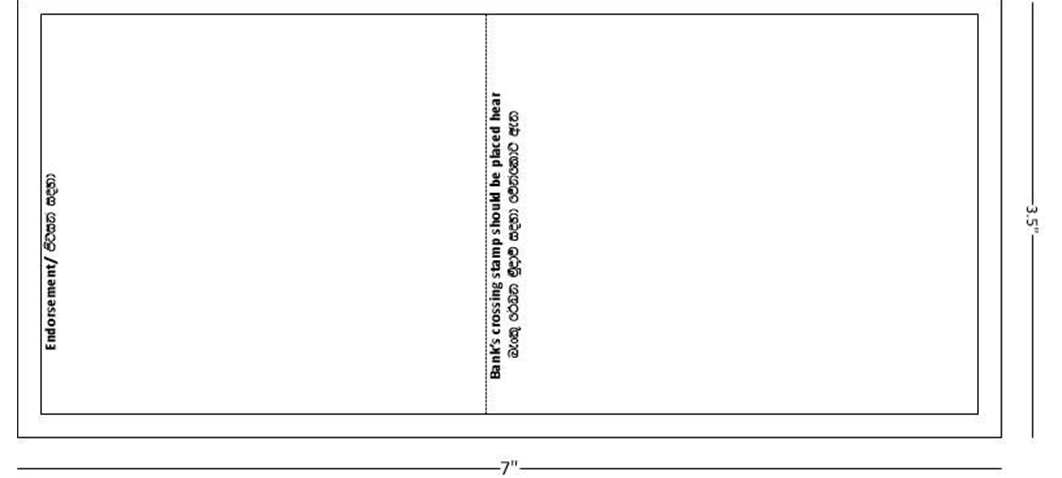 Endorsement/ පිටසන සඳහා
Bank's crossing stamp should be placed hear
බැංකු රේඛන මුද්‍රාව සඳහා වෙන්කොට ඇත
3.5"
7"